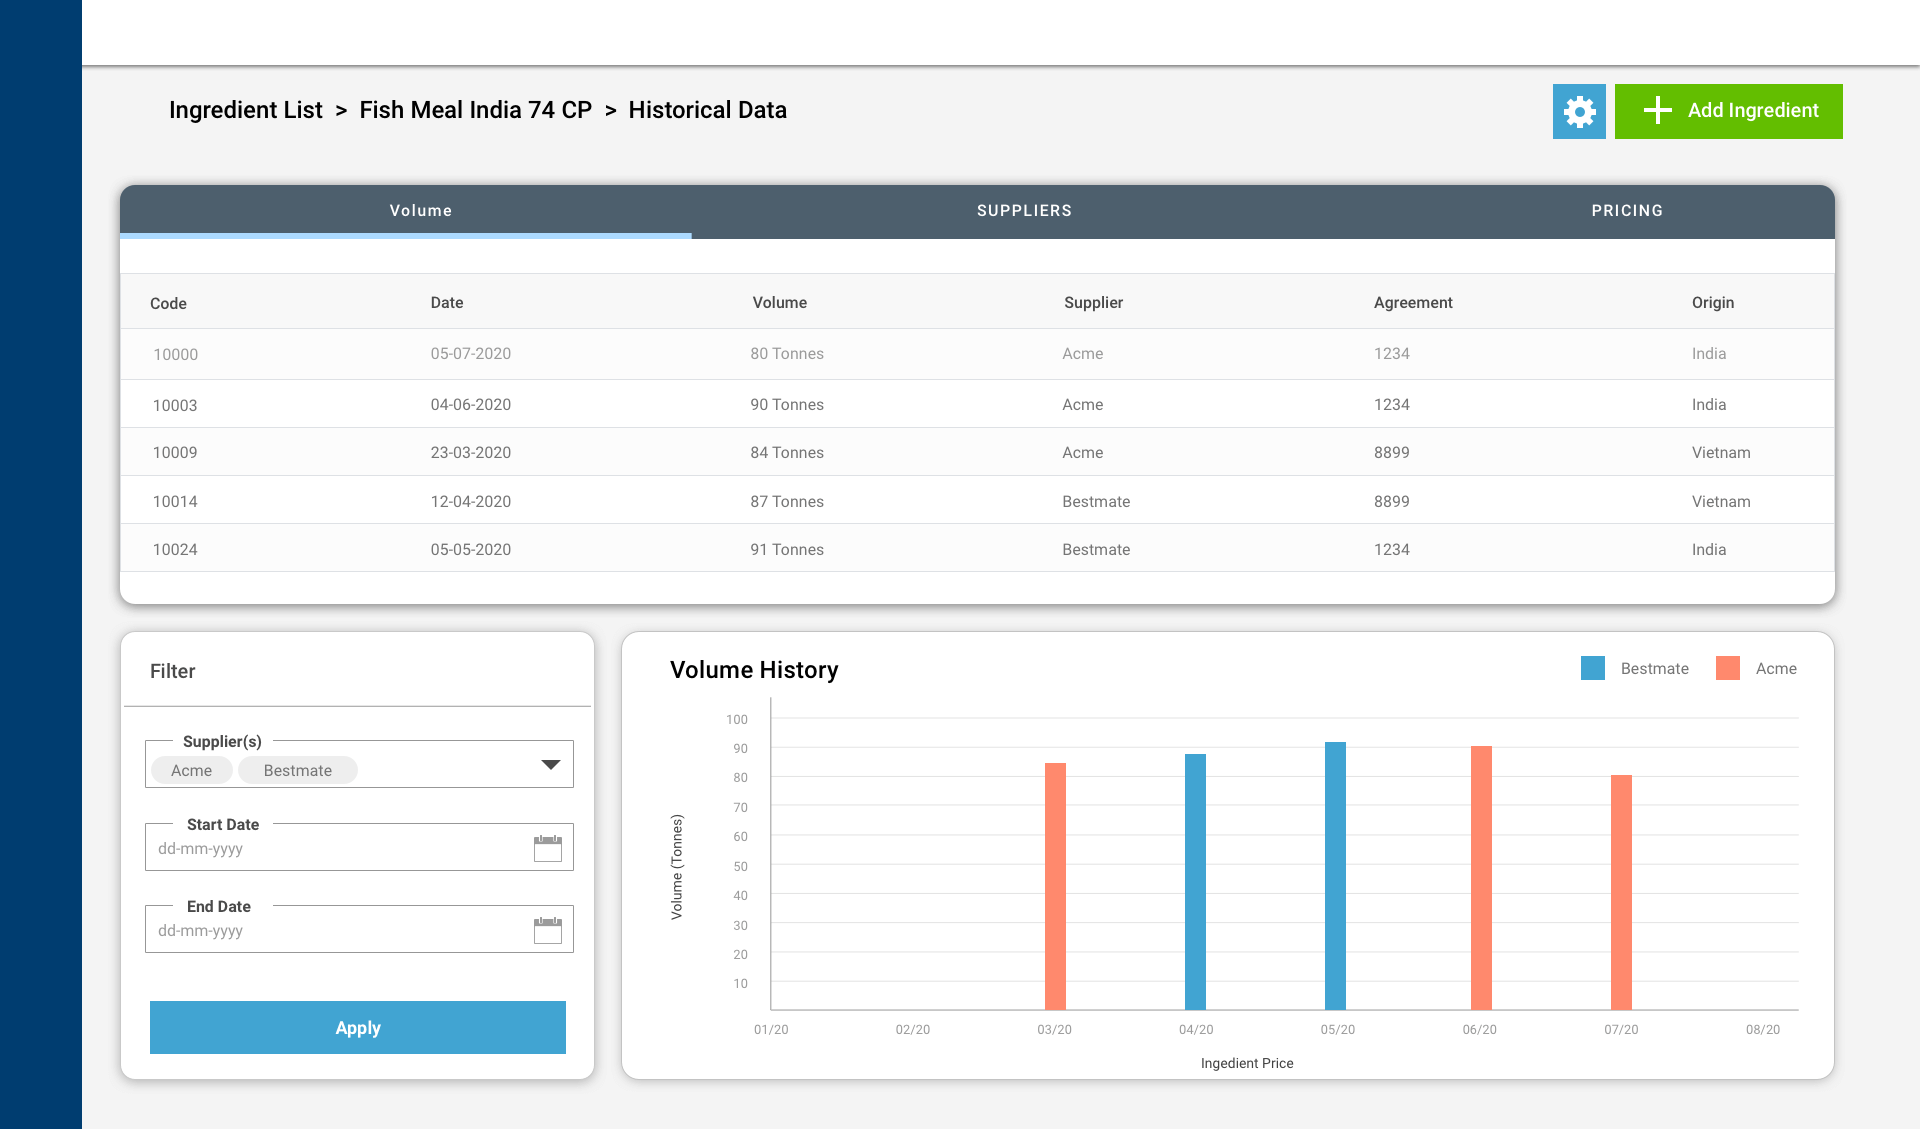 Ingredient List > Fish Meal India 74 CP > Historical Data
Add Ingredient
Volume SUPPLIERS PRICING
Code Date Volume Supplier Agreement Origin
10000 05-07-2020 80 Tonnes Acme 1234 India
10003 04-06-2020 90 Tonnes Acme 1234 India
10009 23-03-2020 84 Tonnes Acme 8899 Vietnam
10014 12-04-2020 87 Tonnes Bestmate 8899 Vietnam
10024 05-05-2020 91 Tonnes Bestmate 1234 India
Filter
Supplier(s)
Acme Bestmate
Start Date
dd-mm-yyyy
End Date
dd-mm-yyyy
Apply
Volume History
Bestmate Acme
Volume (Tonnes)
100
90
80
70
60
50
40
30
20
10
01/20 02/20 03/20 04/20 05/20 06/20 07/20 08/20
Ingedient Price